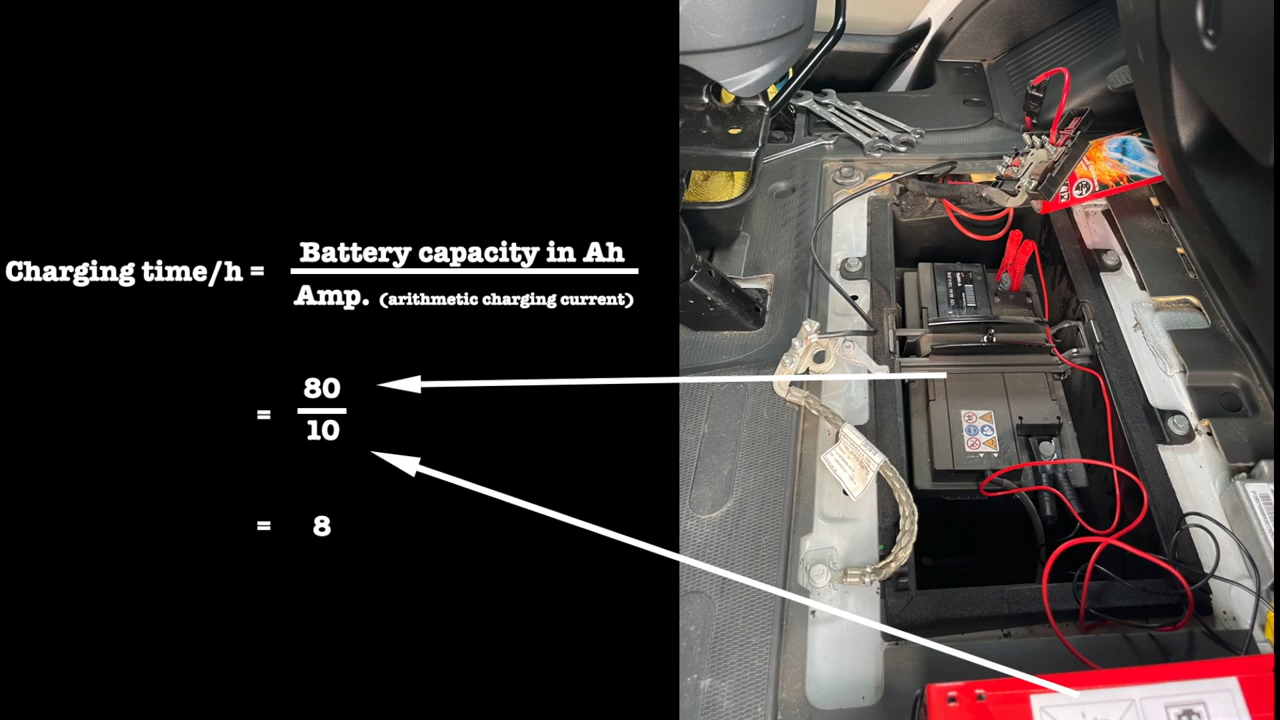 Charging time/h =
Battery capacity in Ah
Amp. (arithmetic charging current)
=
80
10
= 8